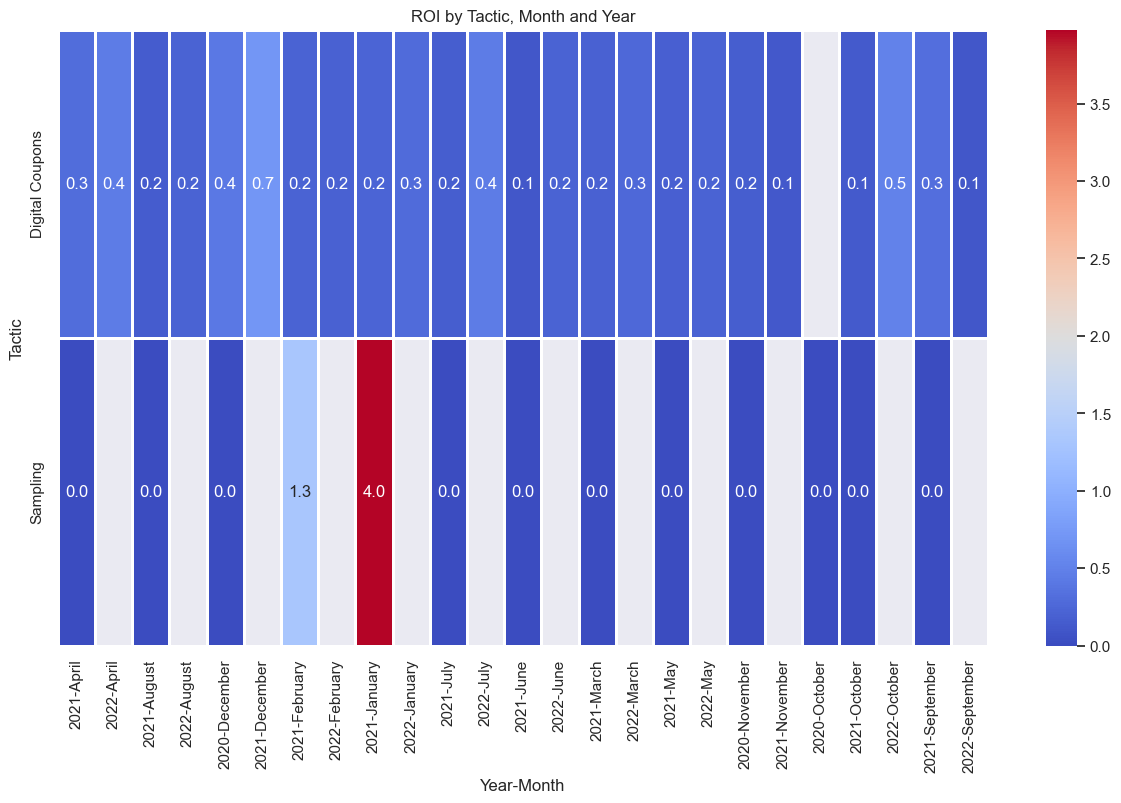 ROI by Tactic, Month and Year
Tactic
Digital Coupons
0.3 0.4 0.2 0.2 0.4 0.7 0.2 0.2 0.2 0.3 0.2 0.4 0.1 0.2 0.2 0.3 0.2 0.2 0.2 0.1 0.1 0.5 0.3 0.1
Sampling
0.0 0.0 0.0 1.3 4.0 0.0 0.0 0.0 0.0 0.0 0.0 0.0 0.0
2021-April
2022-April
2021-August
2022-August
2020-December
2021-December
2021-February
2022-February
2021-January
2022-January
2021-July
2022-July
2021-June
2022-June
2021-March
2022-March
2021-May
2022-May
2020-November
2021-November
2020-October
2021-October
2022-October
2021-September
2022-September
Year-Month
3.5
3.0
2.5
2.0
1.5
1.0
0.5
0.0